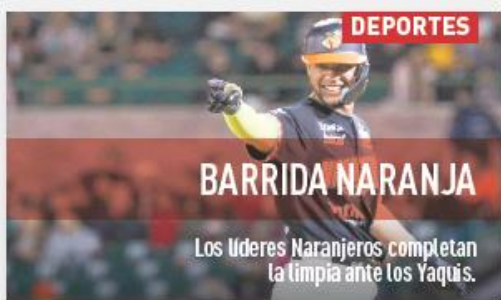 DEPORTES
BARRIDA NARANJA
Los líderes Naranjeros completan
la limpia ante los Yaquis.